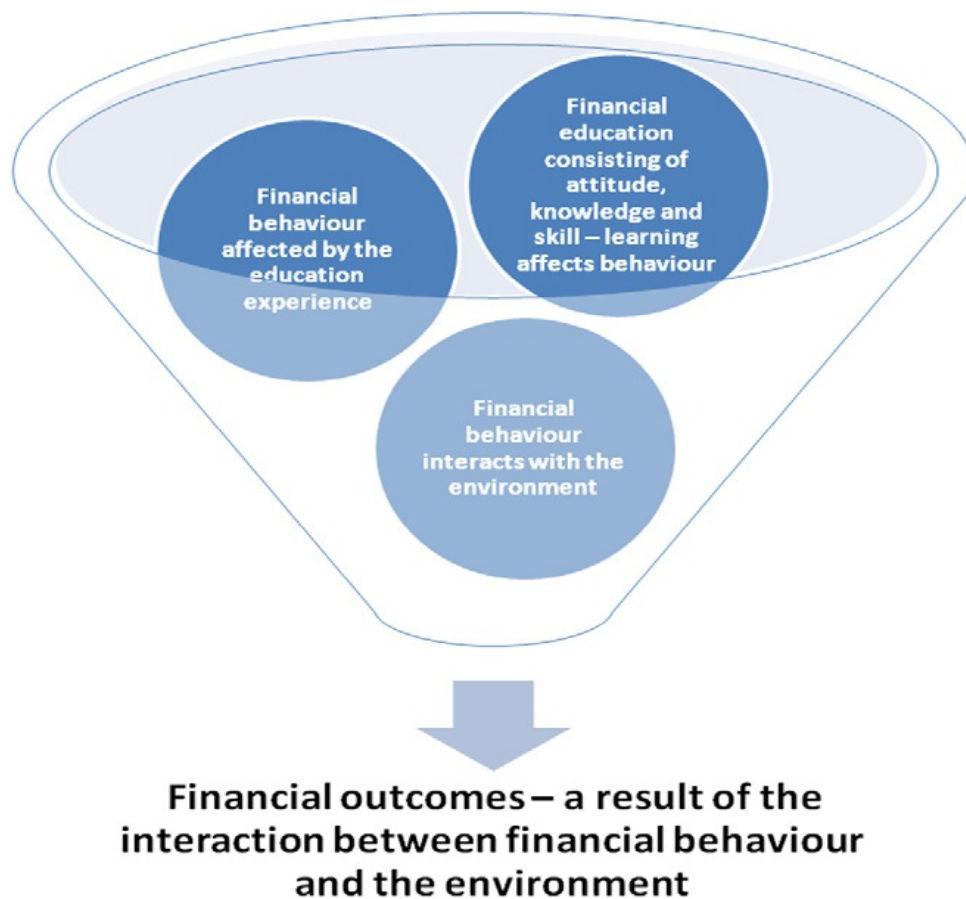 Financial
education
consisting of
attitude,
knowledge and
skill – learning
affects behaviour
Financial
behaviour
affected by the
education
experience
Financial
behaviour
interacts with the
environment
Financial outcomes – a result of the
interaction between financial behaviour
and the environment